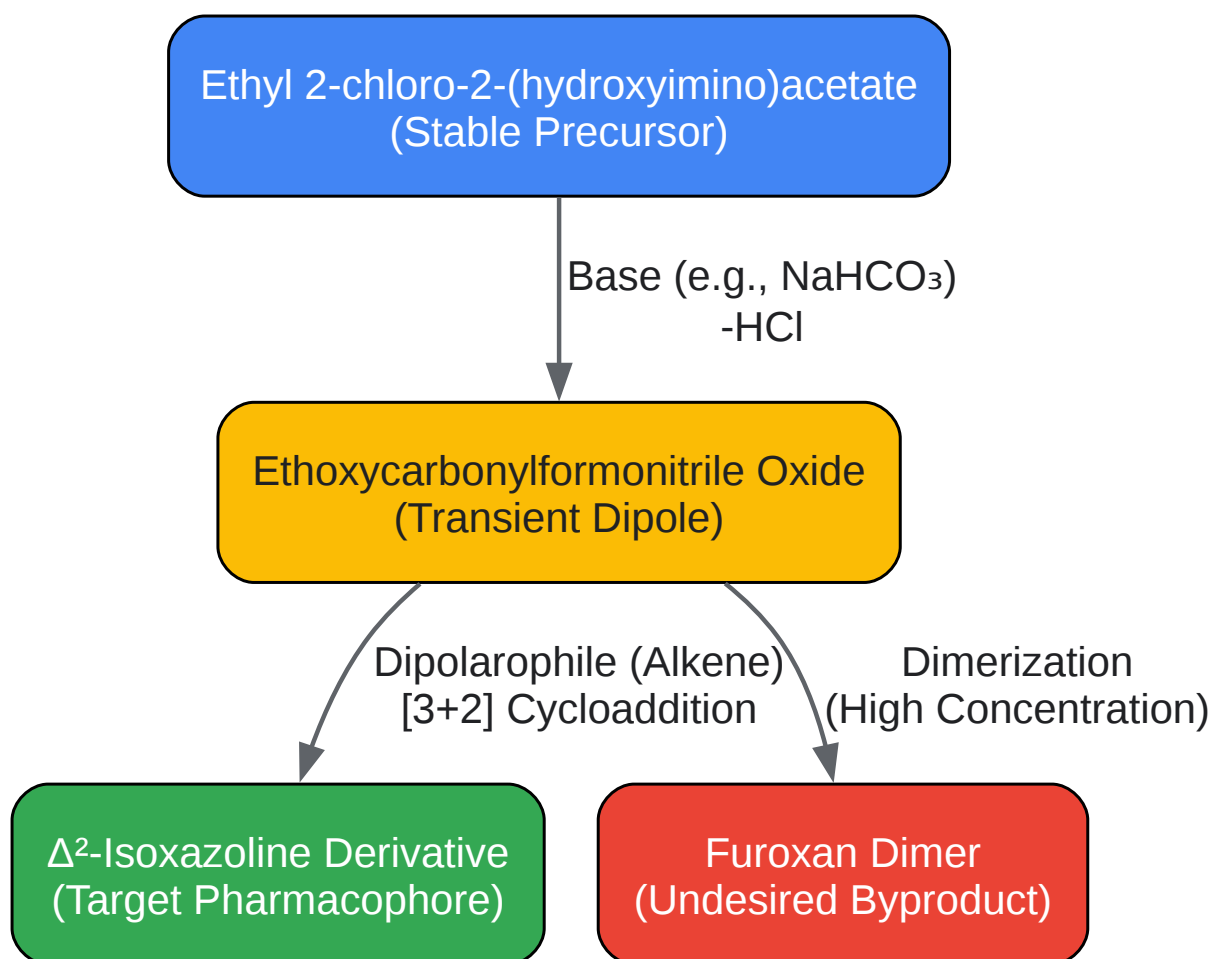 Ethyl 2-chloro-2-(hydroxyimino)acetate
(Stable Precursor)
Base (e.g., NaHCO₃)
-HCl
Ethoxycarbonylformonitrile Oxide
(Transient Dipole)
Dipolarophile (Alkene)
[3+2] Cycloaddition
Dimerization
(High Concentration)
Δ²-Isoxazoline Derivative
(Target Pharmacophore)
Furoxan Dimer
(Undesired Byproduct)